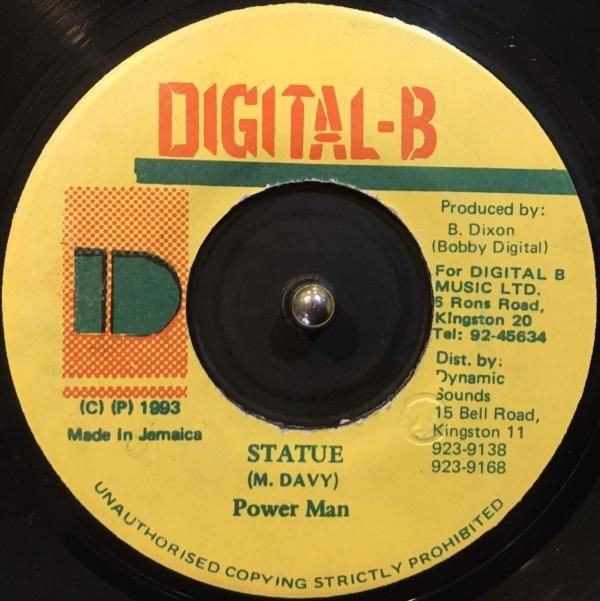 DIGITAL-B
Produced by:
B. Dixon
(Bobby Digital)
For DIGITAL B
MUSIC LTD.
6 Rons Road,
Kingston 20
Tel: 92-45634
Dist. by:
Dynamic
Sounds
15 Bell Road,
Kingston 11
923-9138
923-9168
D
(C) (P) 1993
Made In Jamaica
STATUE
(M. DAVY)
Power Man
UNAUTHORISED COPYING STRICTLY PROHIBITED